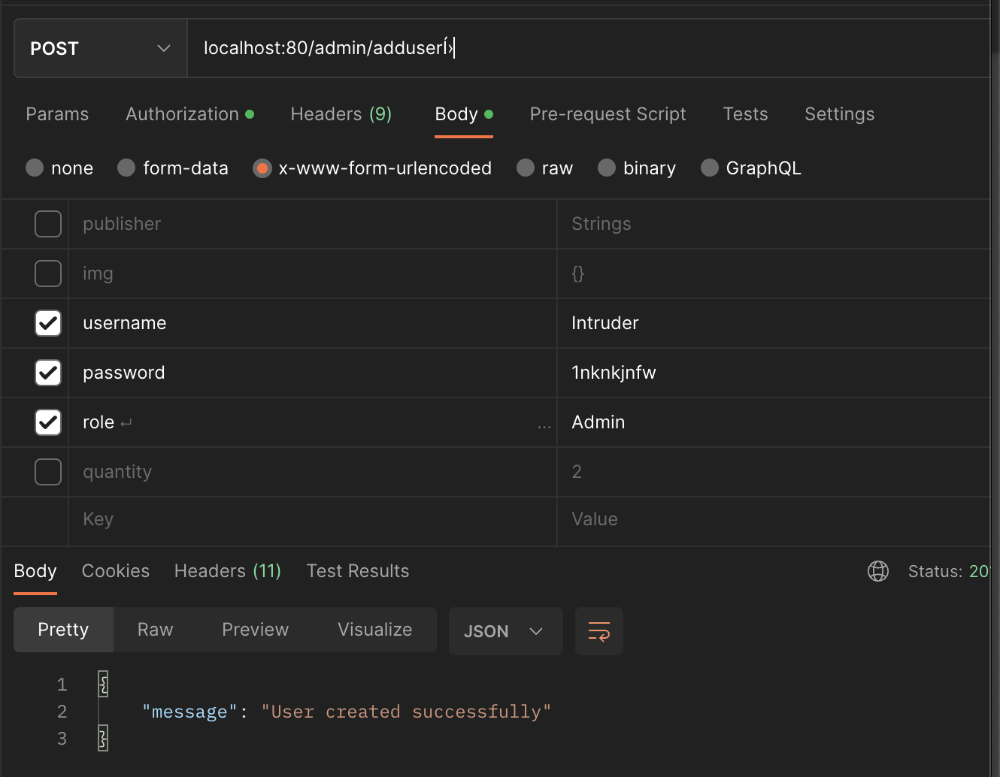 POST localhost:80/admin/adduserÍ›
Params Authorization Headers (9) Body Pre-request Script Tests Settings
none form-data x-www-form-urlencoded raw binary GraphQL
publisher Strings
img {}
username Intruder
password 1nknkjnfw
role ↵ ... Admin
quantity 2
Key Value
Body Cookies Headers (11) Test Results Status: 20
Pretty Raw Preview Visualize JSON
1 {
2 "message": "User created successfully"
3 }